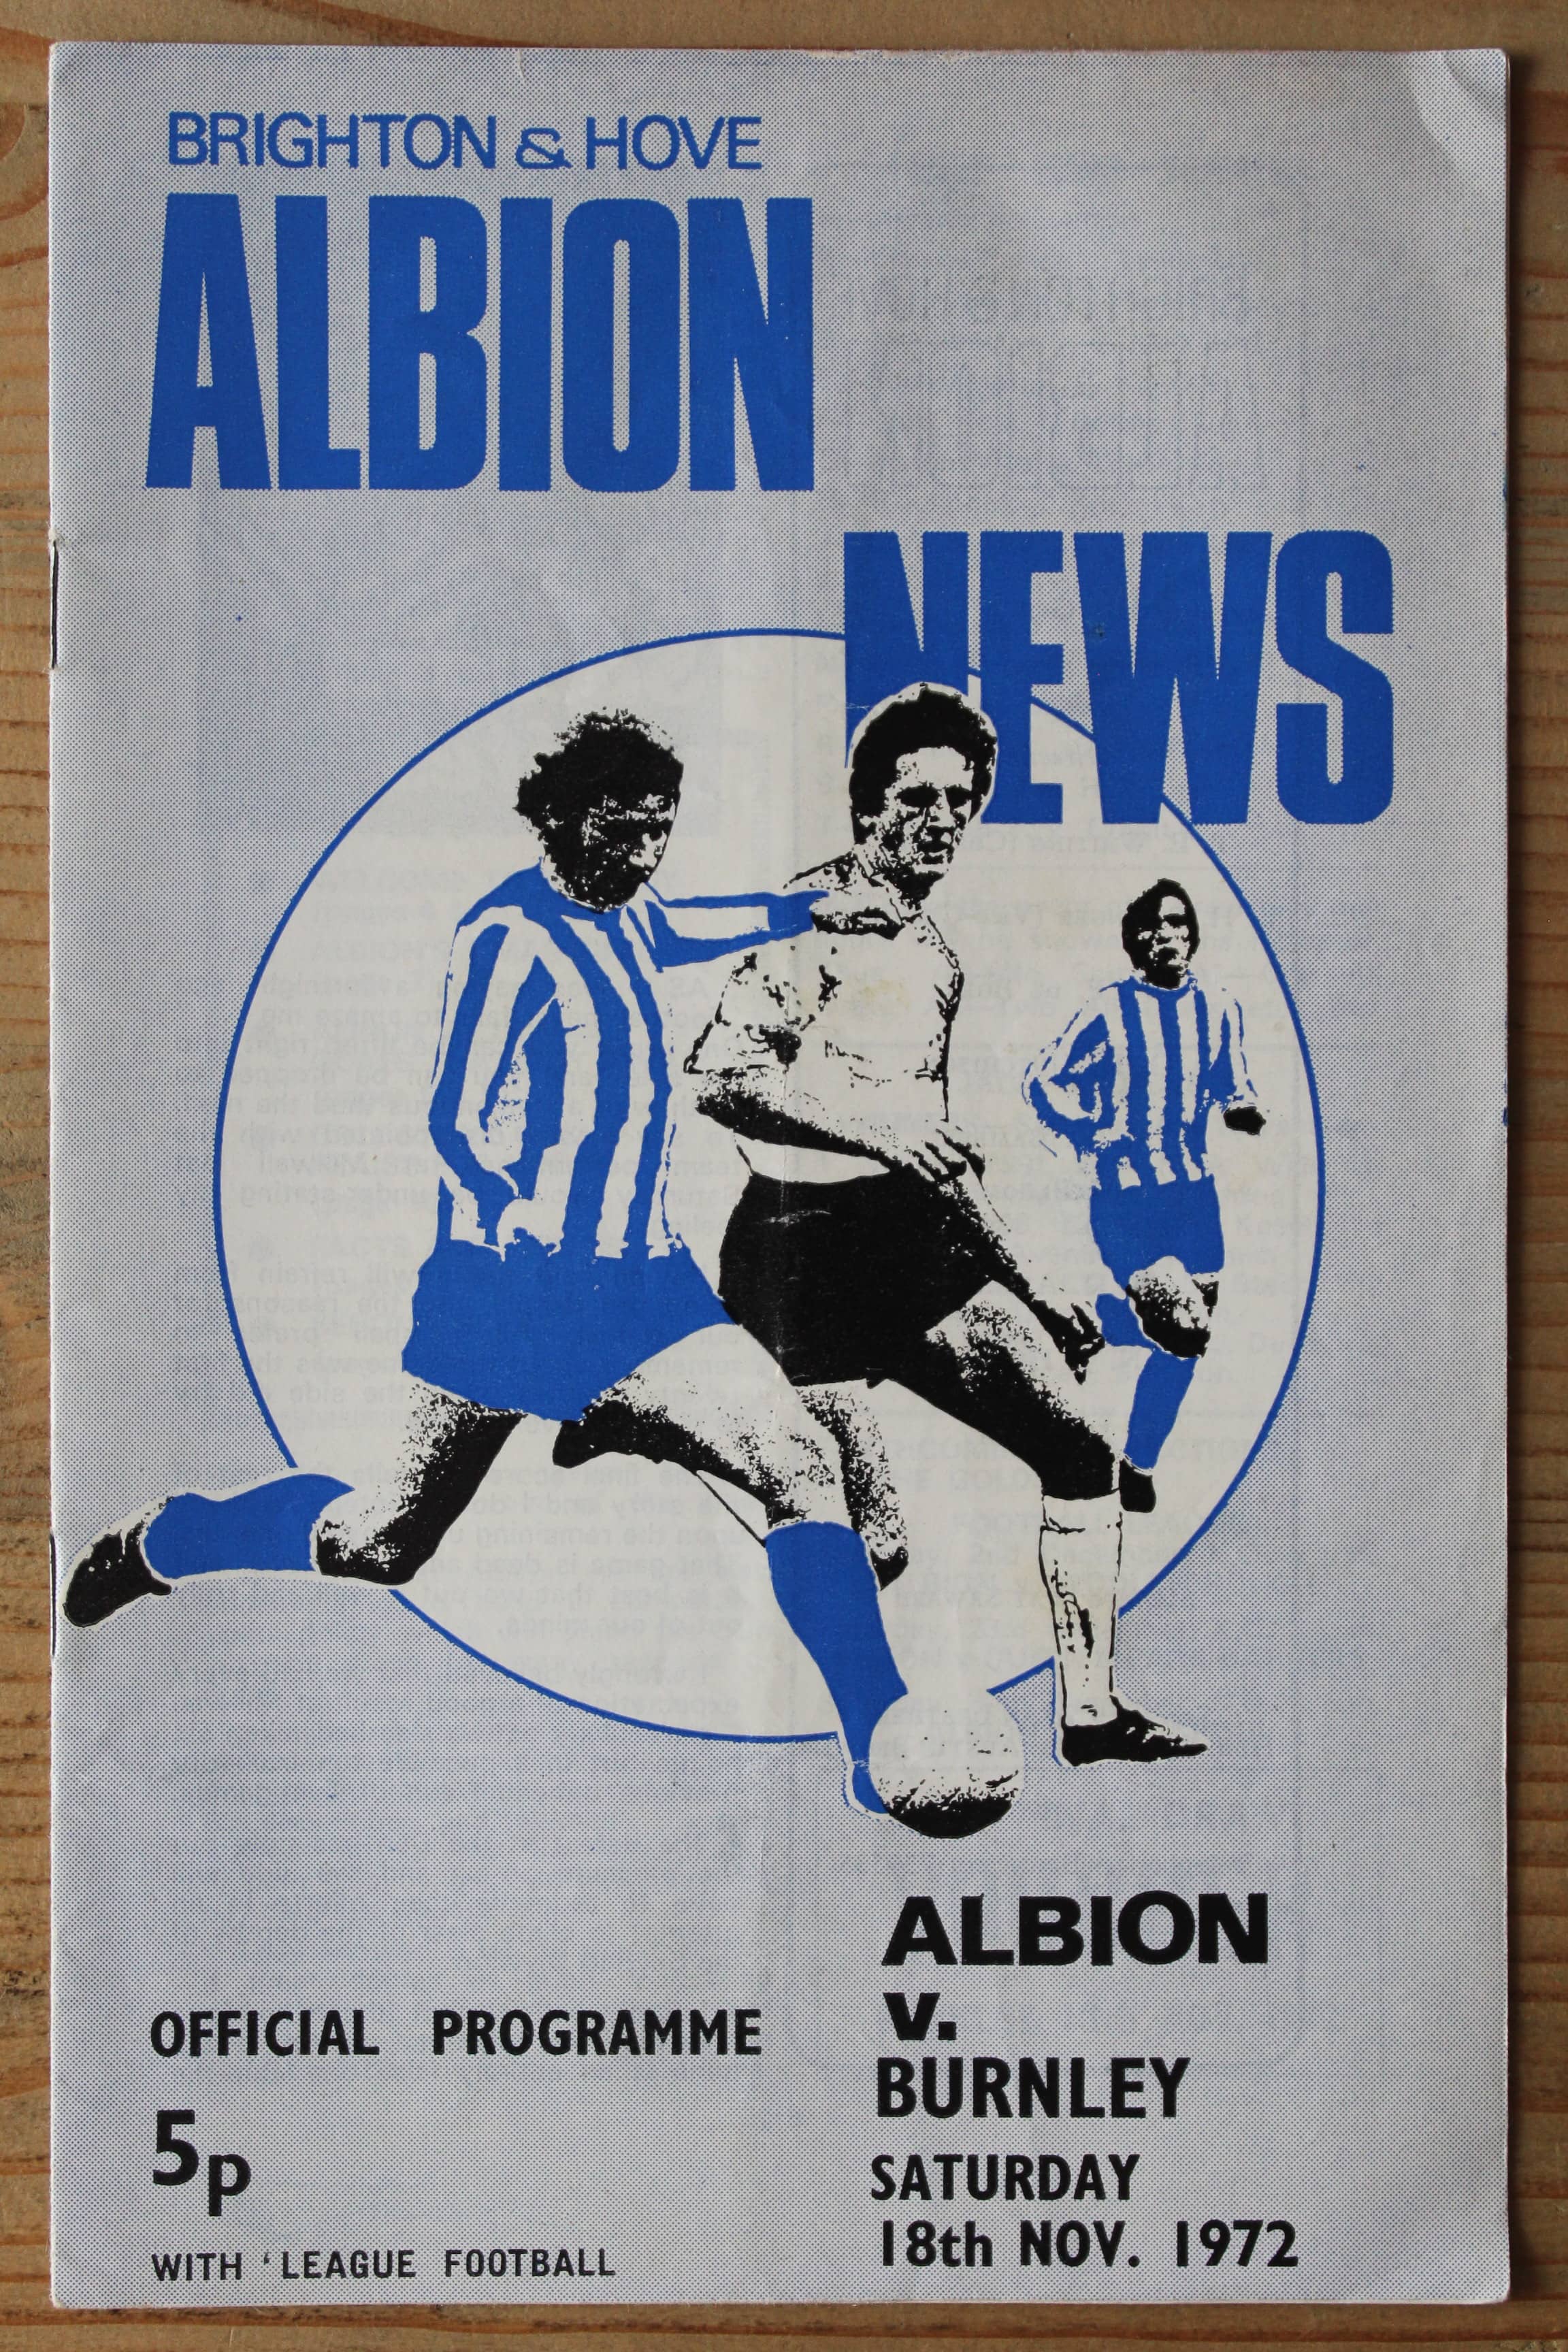 BRIGHTON & HOVE
ALBION
NEWS
ALBION
v.
BURNLEY
SATURDAY
18th NOV. 1972
OFFICIAL PROGRAMME
5p
WITH ‘LEAGUE FOOTBALL